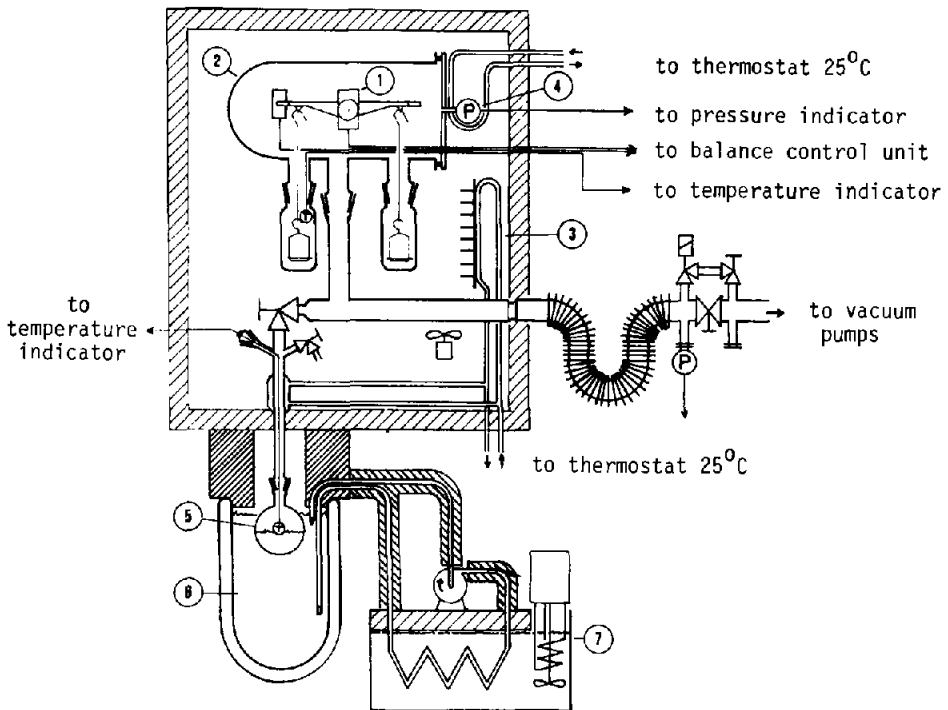 2
1
4
to thermostat 25°C
P
to pressure indicator
to balance control unit
to temperature indicator
T
3
to
temperature
indicator
to vacuum
pumps
P
to thermostat 25°C
5
T
6
7